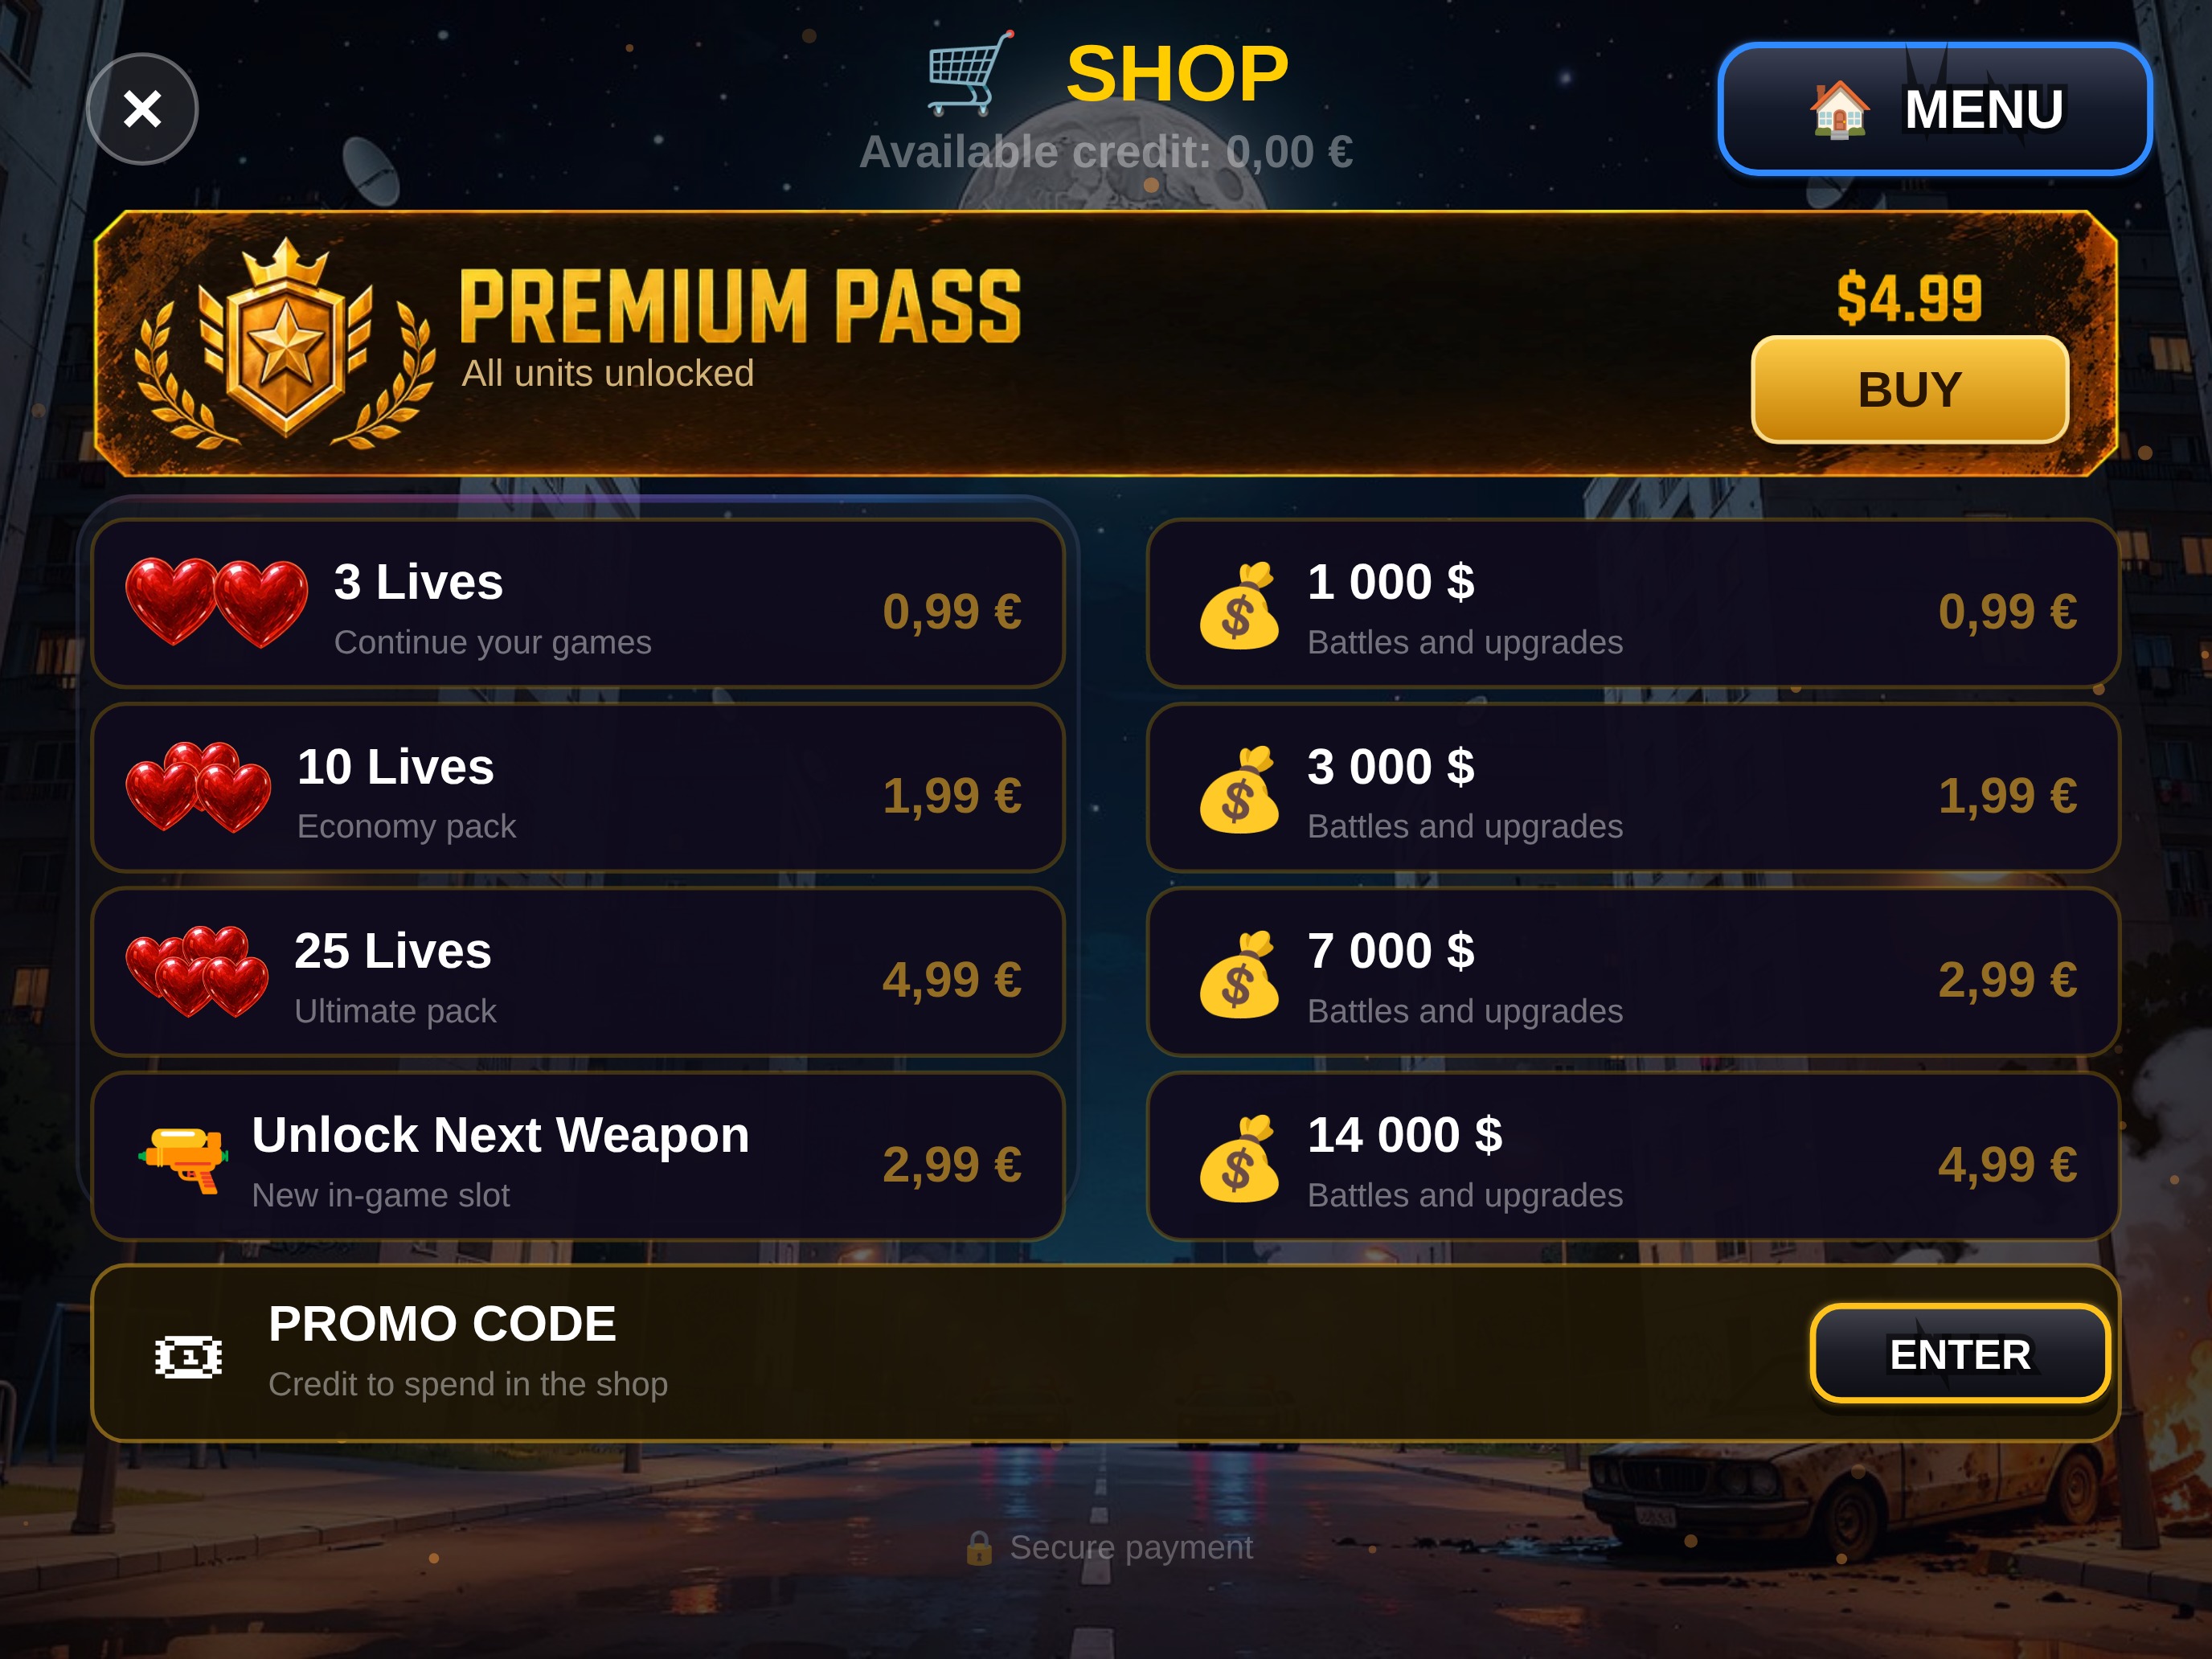 SHOP
Available credit: 0,00 €
MENU
PREMIUM PASS
All units unlocked
$4.99
BUY
3 Lives
Continue your games
0,99 €
1 000 $
Battles and upgrades
0,99 €
10 Lives
Economy pack
1,99 €
3 000 $
Battles and upgrades
1,99 €
25 Lives
Ultimate pack
4,99 €
7 000 $
Battles and upgrades
2,99 €
Unlock Next Weapon
New in-game slot
2,99 €
14 000 $
Battles and upgrades
4,99 €
PROMO CODE
Credit to spend in the shop
ENTER
Secure payment